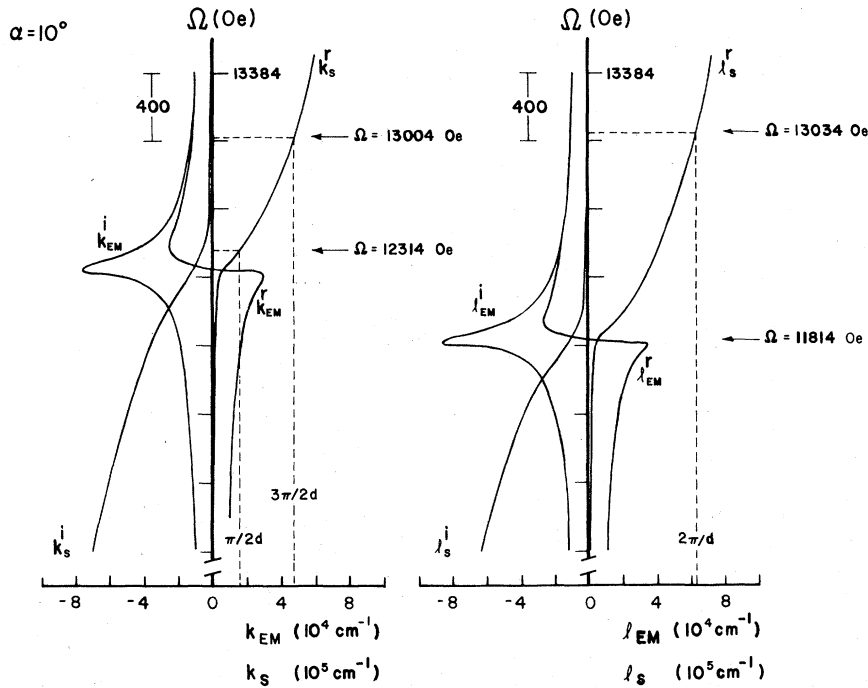 α=10°
Ω(Oe)
13384
400
k_S^r
Ω = 13004 Oe
Ω = 12314 Oe
k_EM^i
k_EM^r
3π/2d
π/2d
k_S^i
-8 -4 0 4 8
k_EM (10^4 cm^-1)
k_S (10^5 cm^-1)
Ω(Oe)
13384
400
ℓ_S^r
Ω = 13034 Oe
ℓ_EM^i
Ω = 11814 Oe
ℓ_EM^r
2π/d
ℓ_S^i
-8 -4 0 4 8
ℓ_EM (10^4 cm^-1)
ℓ_S (10^5 cm^-1)